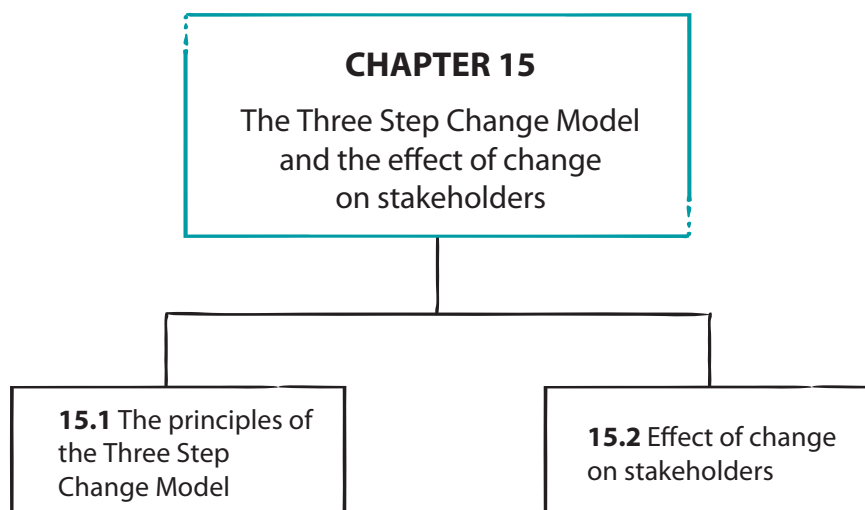 CHAPTER 15
The Three Step Change Model
and the effect of change
on stakeholders
15.1 The principles of
the Three Step
Change Model
15.2 Effect of change
on stakeholders